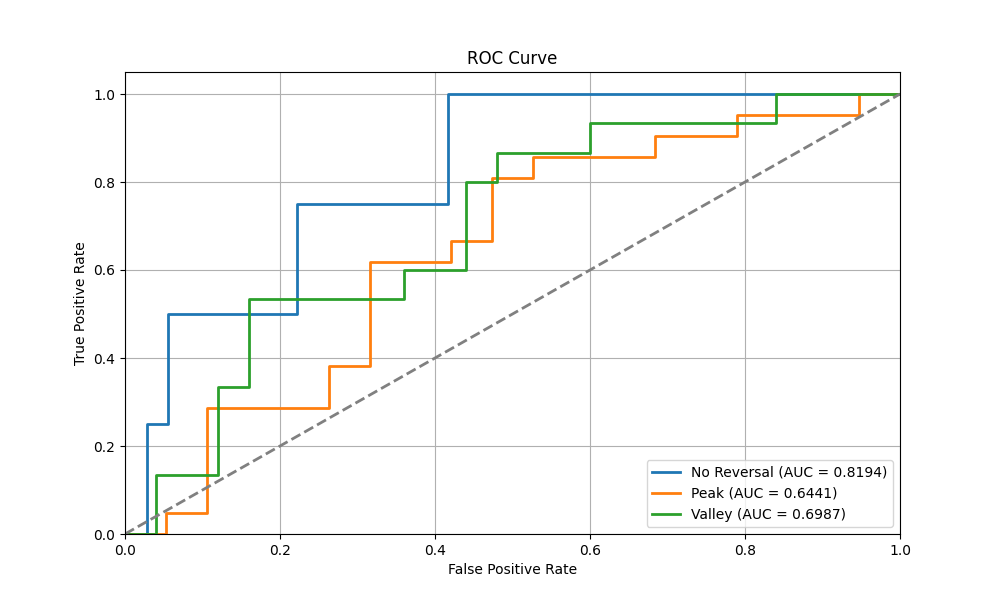 ROC Curve
True Positive Rate
1.0
0.8
0.6
0.4
0.2
0.0
0.0 0.2 0.4 0.6 0.8 1.0
False Positive Rate
No Reversal (AUC = 0.8194)
Peak (AUC = 0.6441)
Valley (AUC = 0.6987)